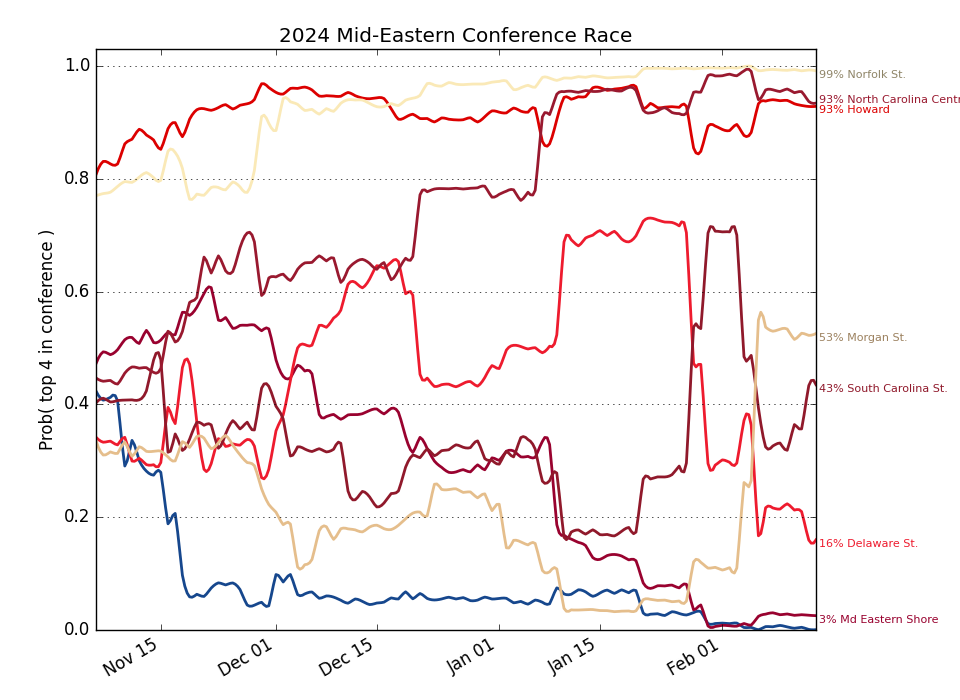 2024 Mid-Eastern Conference Race
Prob( top 4 in conference )
1.0
0.8
0.6
0.4
0.2
0.0
Nov 15
Dec 01
Dec 15
Jan 01
Jan 15
Feb 01
99% Norfolk St.
93% North Carolina Centr
93% Howard
53% Morgan St.
43% South Carolina St.
16% Delaware St.
3% Md Eastern Shore